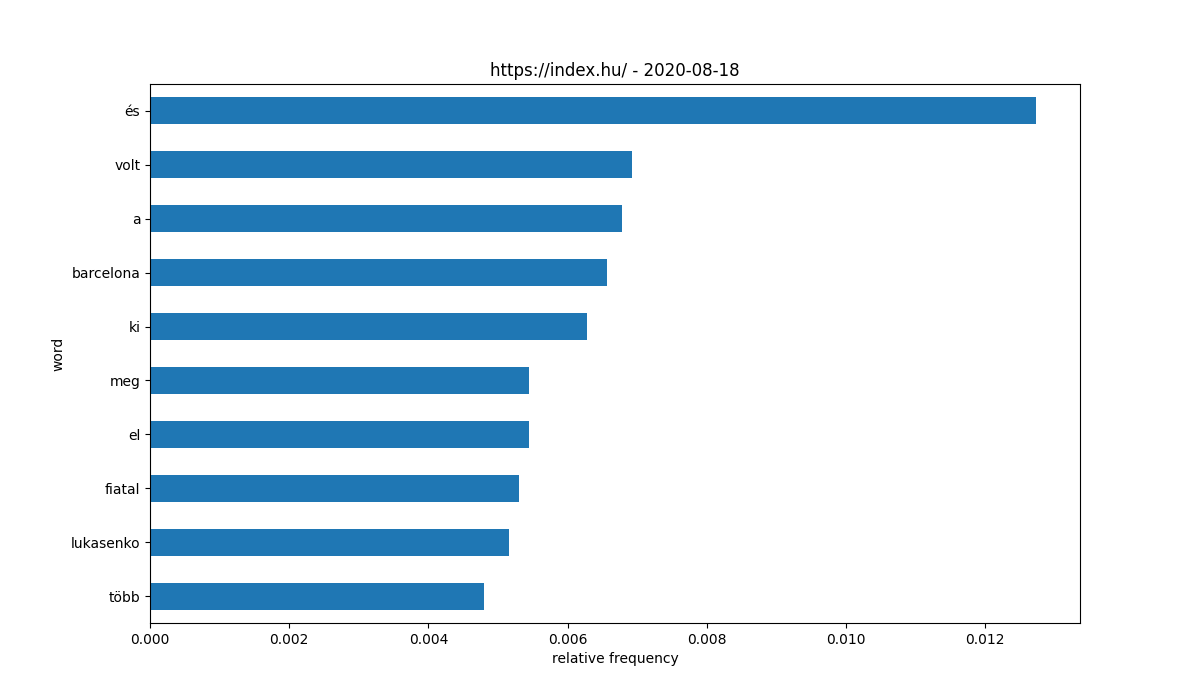 https://index.hu/ - 2020-08-18
és
volt
a
barcelona
ki
word
meg
el
fiatal
lukasenko
több
0.000 0.002 0.004 0.006 0.008 0.010 0.012
relative frequency